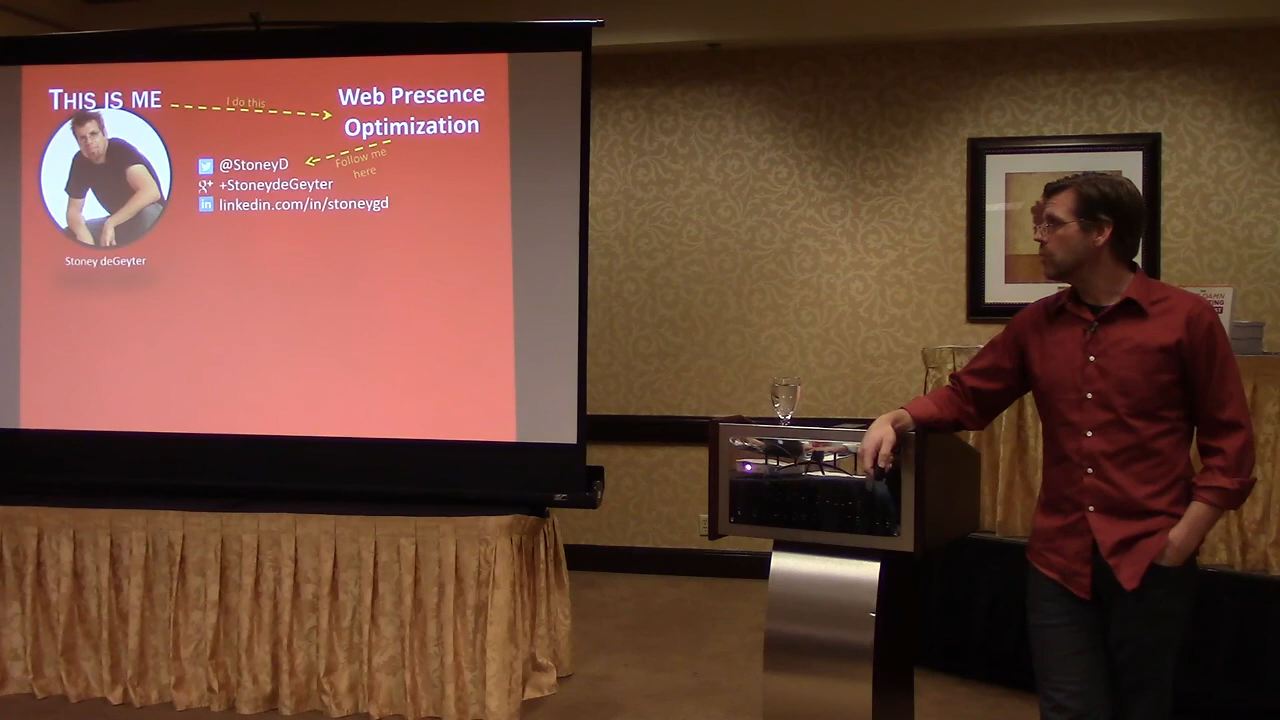 THIS IS ME
I do this
Web Presence
Optimization
Follow me
here
@StoneyD
+StoneydeGeyter
linkedin.com/in/stoneygd
Stoney deGeyter